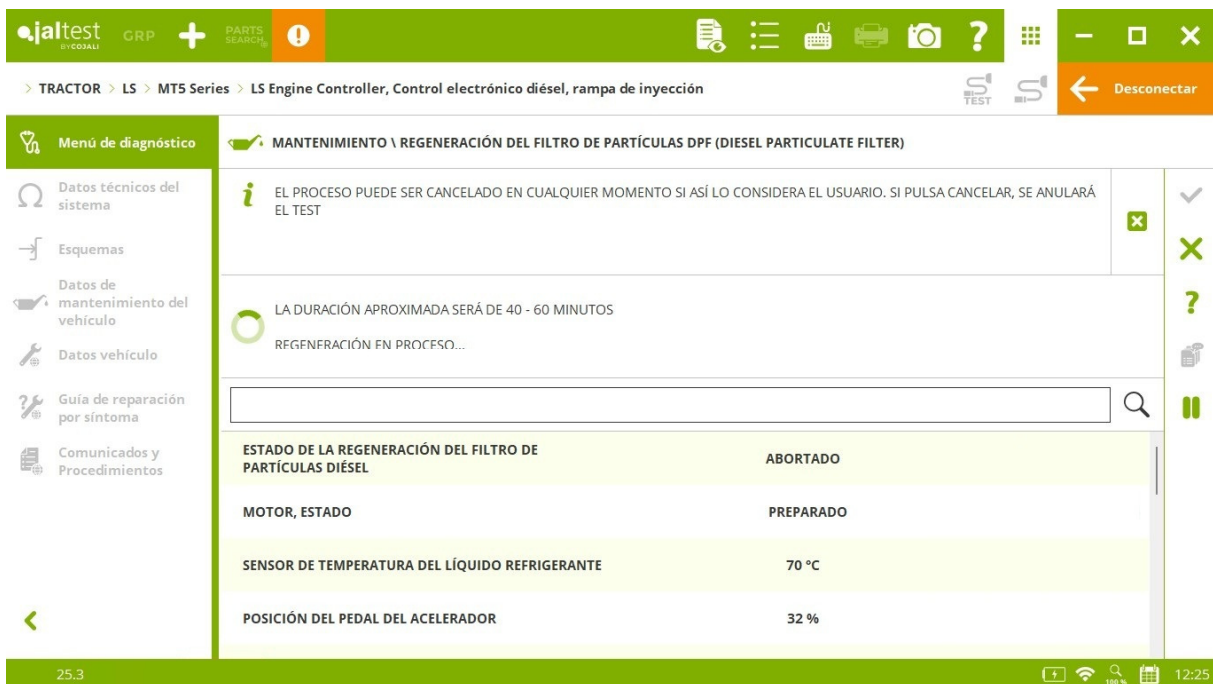 jaltest
BY COJALI
GRP
PARTS
SEARCH
TRACTOR > LS > MT5 Series > LS Engine Controller, Control electrónico diésel, rampa de inyección
TEST
Desconectar
Menú de diagnóstico
Datos técnicos del
sistema
Esquemas
Datos de
mantenimiento del
vehículo
Datos vehículo
Guía de reparación
por síntoma
Comunicados y
Procedimientos
MANTENIMIENTO \ REGENERACIÓN DEL FILTRO DE PARTÍCULAS DPF (DIESEL PARTICULATE FILTER)
EL PROCESO PUEDE SER CANCELADO EN CUALQUIER MOMENTO SI ASÍ LO CONSIDERA EL USUARIO. SI PULSA CANCELAR, SE ANULARÁ
EL TEST
LA DURACIÓN APROXIMADA SERÁ DE 40 - 60 MINUTOS
REGENERACIÓN EN PROCESO...
ESTADO DE LA REGENERACIÓN DEL FILTRO DE
PARTÍCULAS DIÉSEL
ABORTADO
MOTOR, ESTADO PREPARADO
SENSOR DE TEMPERATURA DEL LÍQUIDO REFRIGERANTE 70 ºC
POSICIÓN DEL PEDAL DEL ACELERADOR 32 %
25.3
100 %
12:25